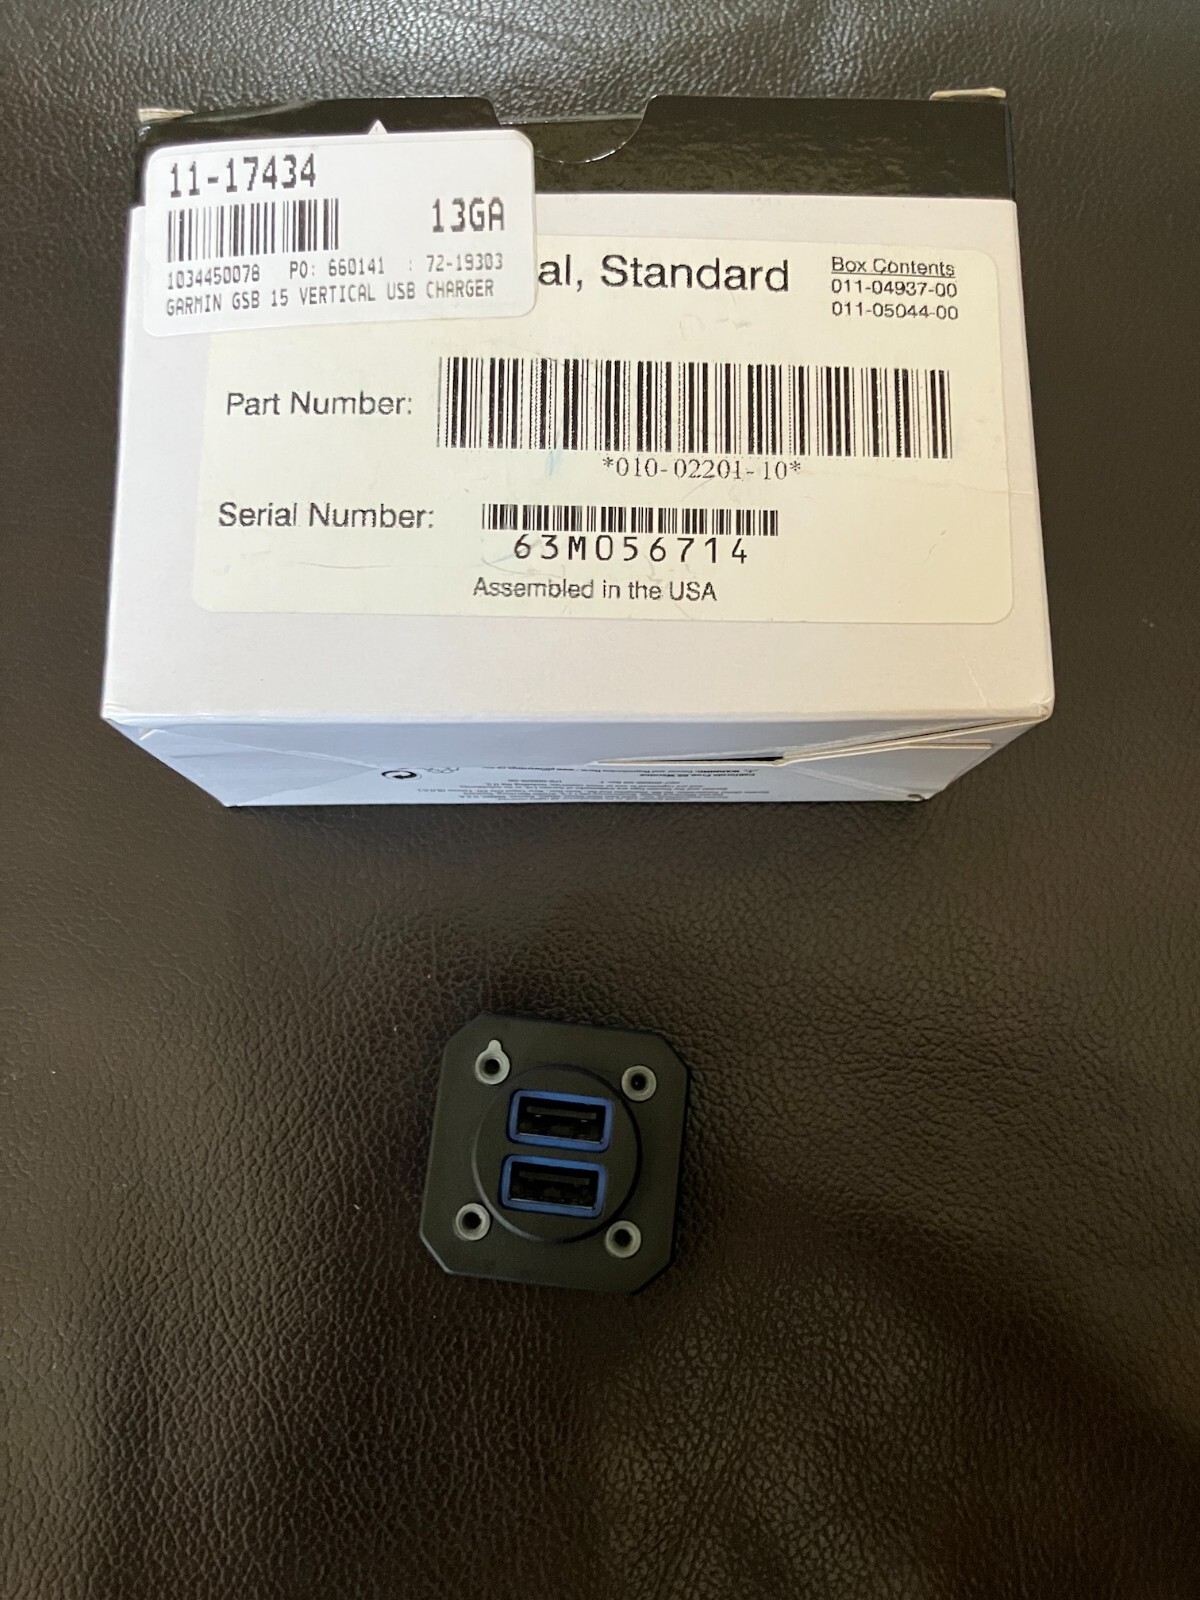 11-17434
13GA
1034450078 PO: 660141 : 72-19303
GARMIN GSB 15 VERTICAL USB CHARGER
al, Standard
Box Contents
011-04937-00
011-05044-00
Part Number:
*010-02201-10*
Serial Number:
63M056714
Assembled in the USA